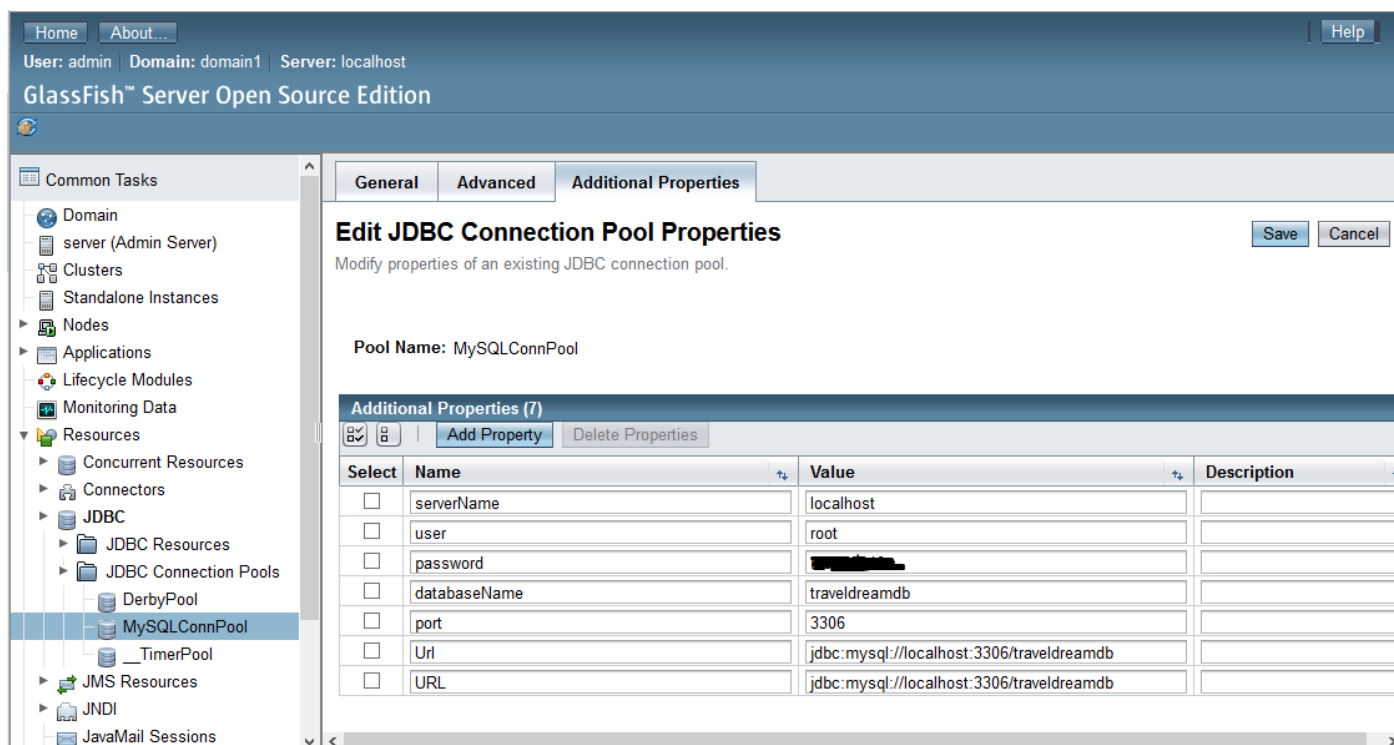 Home About... Help
User: admin Domain: domain1 Server: localhost
GlassFish™ Server Open Source Edition
Common Tasks
Domain
server (Admin Server)
Clusters
Standalone Instances
Nodes
Applications
Lifecycle Modules
Monitoring Data
Resources
Concurrent Resources
Connectors
JDBC
JDBC Resources
JDBC Connection Pools
DerbyPool
MySQLConnPool
__TimerPool
JMS Resources
JNDI
JavaMail Sessions
General Advanced Additional Properties
Edit JDBC Connection Pool Properties Save Cancel
Modify properties of an existing JDBC connection pool.
Pool Name: MySQLConnPool
Additional Properties (7)
Add Property Delete Properties
Select Name Value Description
serverName localhost
user root
password
databaseName traveldreamdb
port 3306
Url jdbc:mysql://localhost:3306/traveldreamdb
URL jdbc:mysql://localhost:3306/traveldreamdb